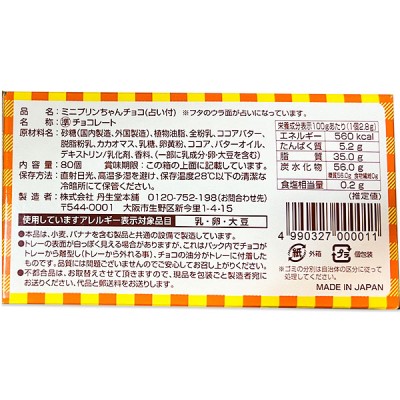 品　名：ミニプリンちゃんチョコ(占い付) ※フタのウラ面が占いになっています。
名　称：準チョコレート
原材料名：砂糖(国内製造、外国製造)、植物油脂、全粉乳、ココアバター、
脱脂粉乳、カカオマス、乳糖、卵黄粉、ココア、バターオイル、
デキストリン/乳化剤、香料、(一部に乳成分・卵・大豆を含む)
内 容 量：80個　賞味期限：この箱の上面に記載してあります。
保存方法：直射日光、高温多湿を避け、保存温度28℃以下の清潔な
冷暗所にて保管してください。
製 造 者：株式会社 丹生堂本舗 0120-752-198(お問合わせ先)
〒544-0001 大阪市生野区新今里1-4-15
使用しているアレルギー表示対象品目 乳・卵・大豆
●本品は、小麦、バナナを含む製品と共通の設備で製造しています。
●トレーの表面が白っぽく見える場合がありますが、これはパック内でチョコが
トレーから離型し(トレーから外れる事)、チョコの油分がトレーに付着した
ものです。品質には問題ございませんのでご安心してお召し上がりください。
●不都合品は、お取替えさせて頂きますので、現品を包装ごと製造者宛に
お送りください。代品と郵送料をお送りします。
栄養成分表示100gあたり(1個2.8g)
エネルギー 560 kcal
たんぱく質 5.2 g
脂　質 35.0 g
炭水化物 56.0 g
食塩相当量 0.2 g
(推定値)
4 990327 000011
紙 外箱 プラ 個包装
※ゴミの分別は自治体の区分に従って
処理してください。
MADE IN JAPAN